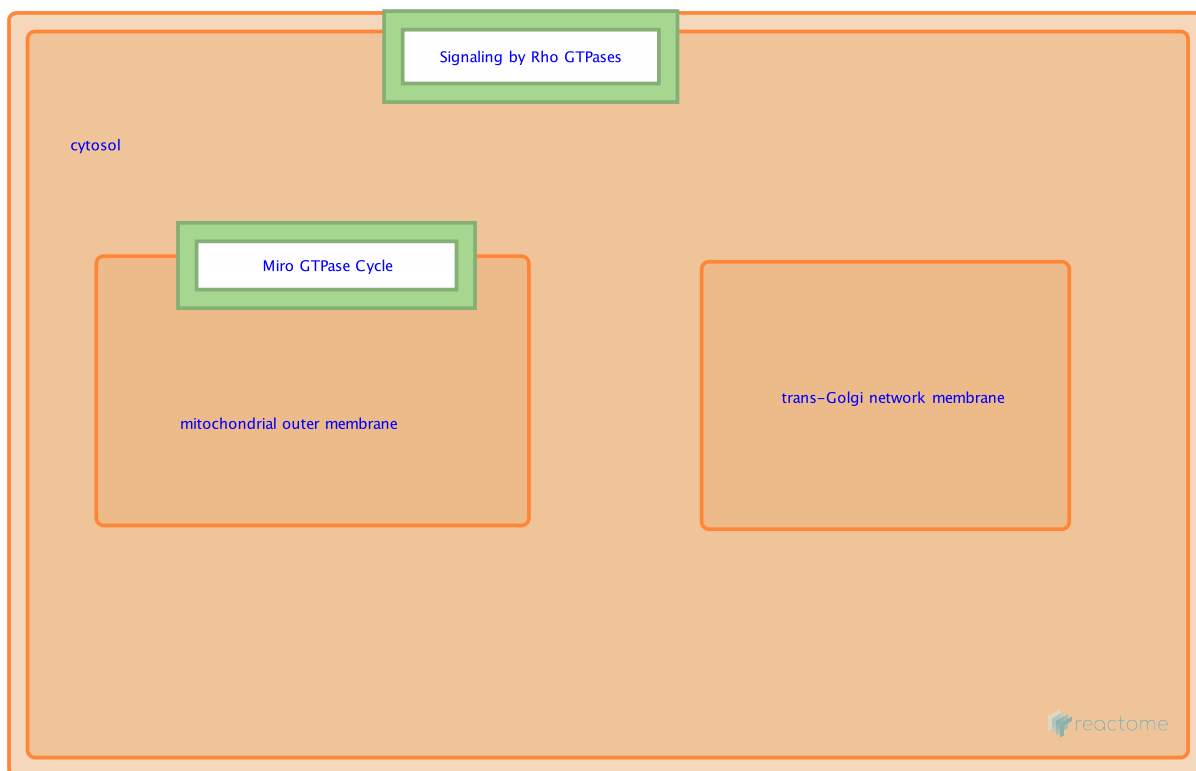 Signaling by Rho GTPases
cytosol
Miro GTPase Cycle
trans-Golgi network membrane
mitochondrial outer membrane
reactome